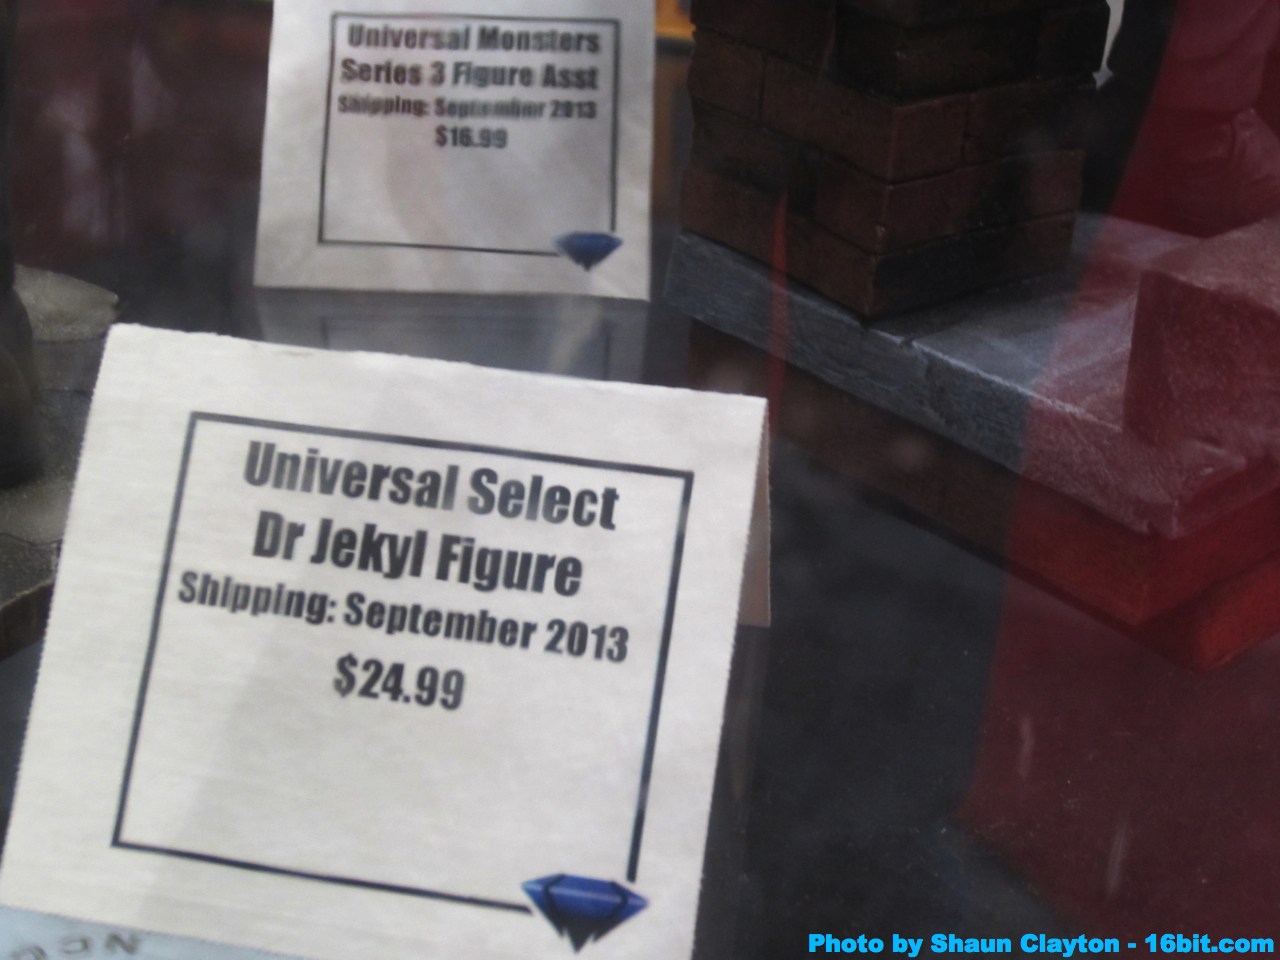 Universal Monsters
Series 3 Figure Asst
Shipping: September 2013
$16.99
Universal Select
Dr Jekyl Figure
Shipping: September 2013
$24.99
Photo by Shaun Clayton - 16bit.com